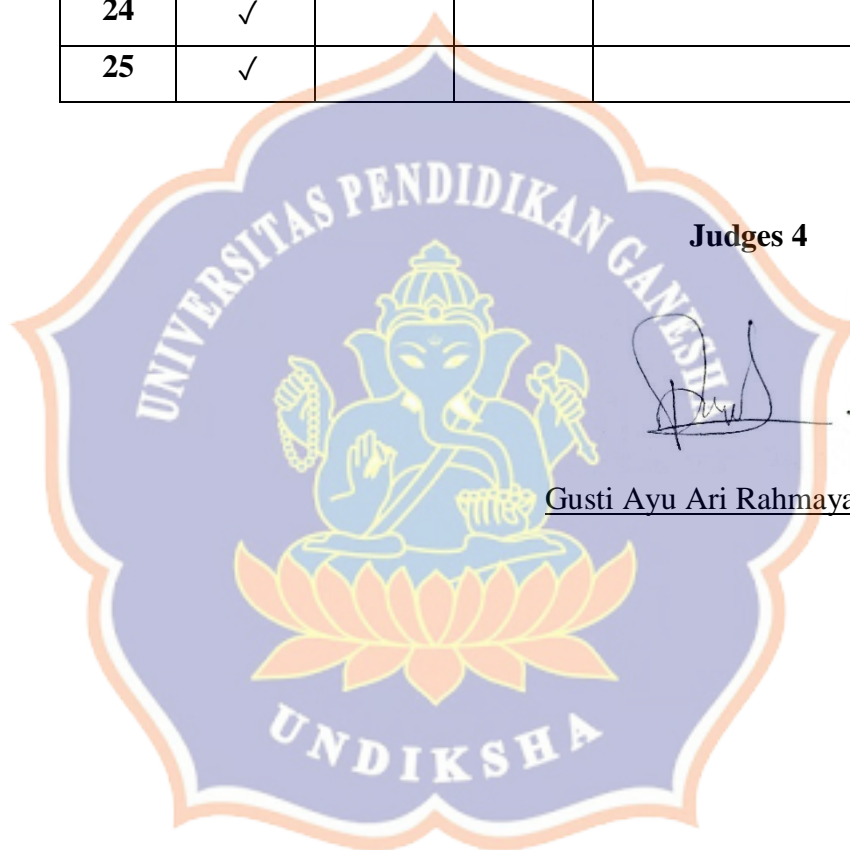 24 ✓
25 ✓
UNIVERSITAS PENDIDIKAN GANESHA
Judges 4
Gusti Ayu Ari Rahmaya
UNDIKSHA